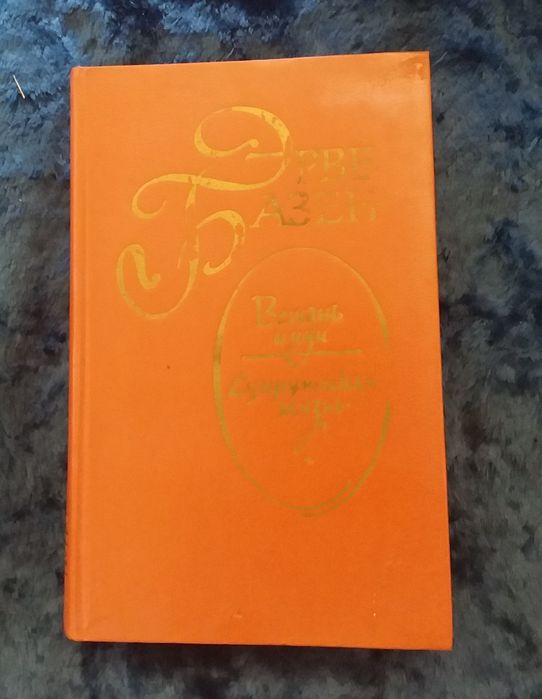 ЭРВЕ
БАЗЕН
Встань
и иди
Супружеская
жизнь